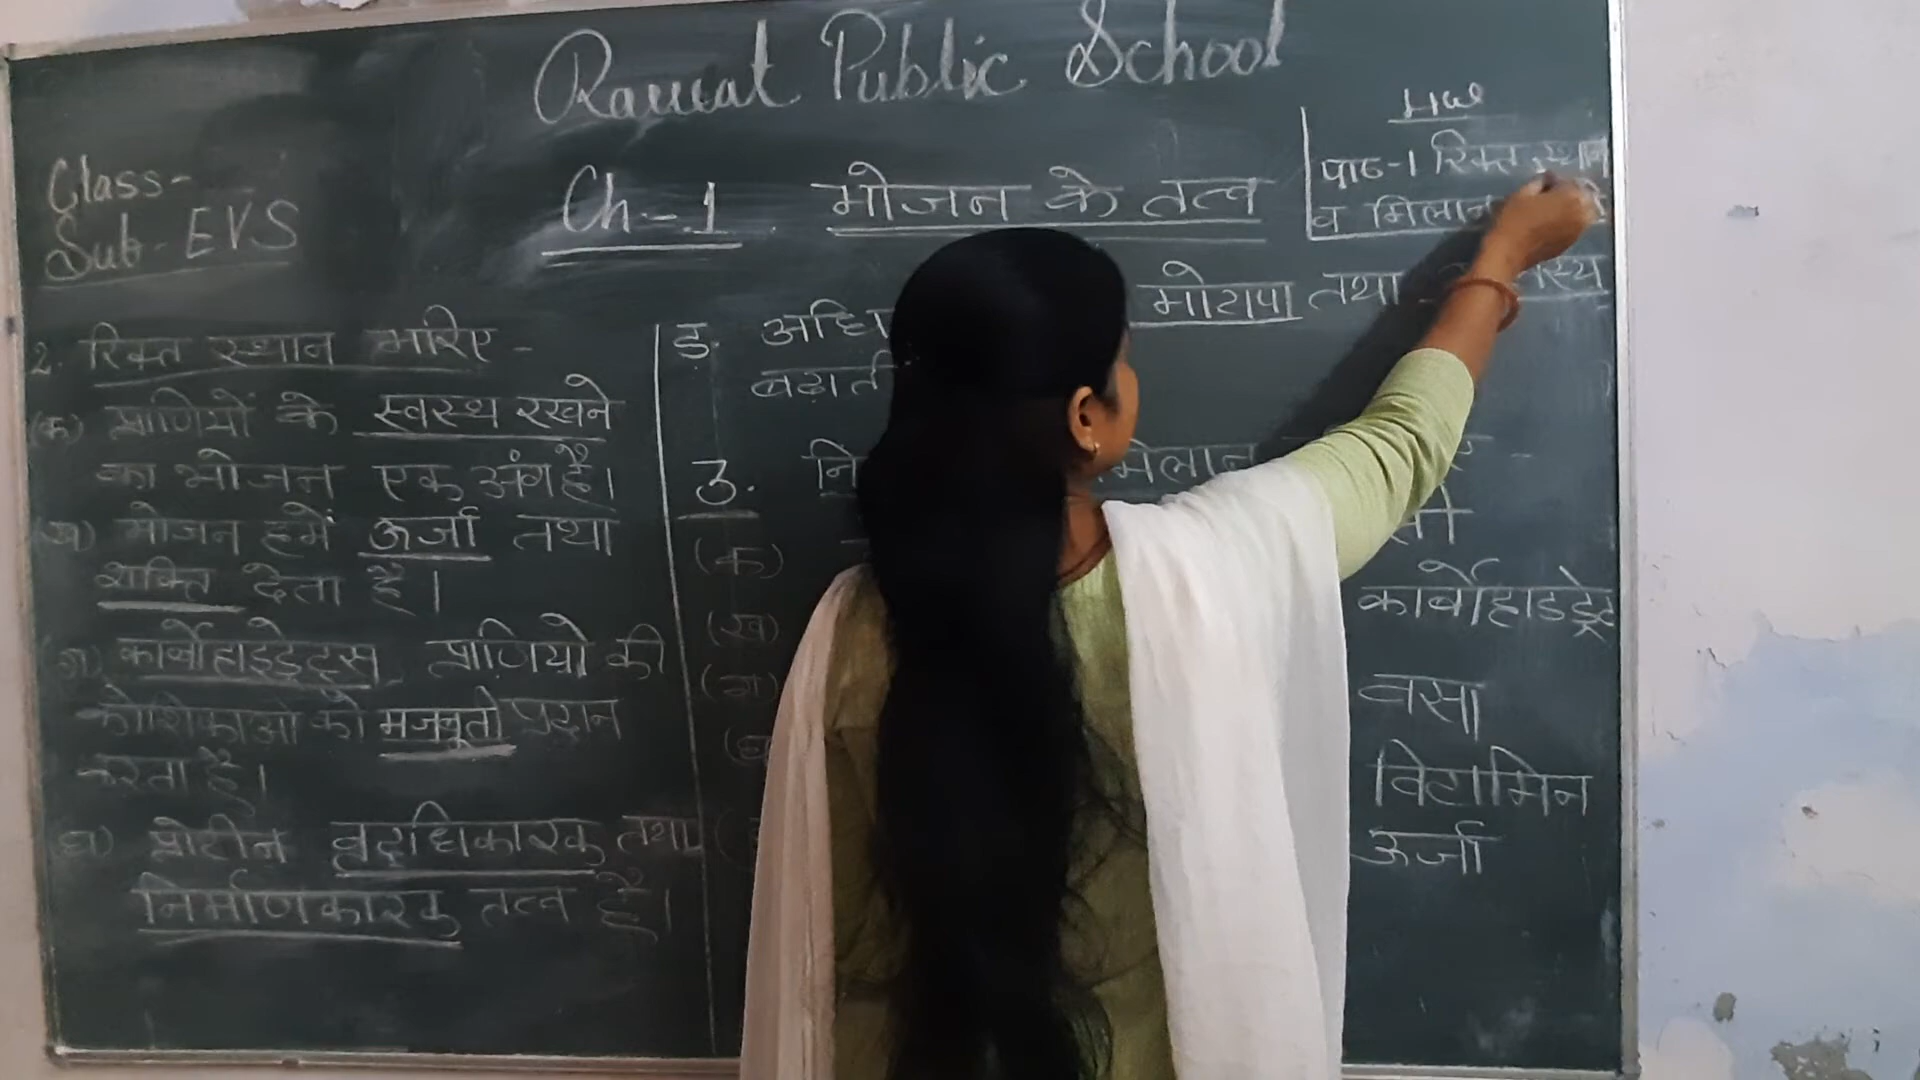 Rawat Public School
Class-
Sub- EVS
Ch.-1 भोजन के तत्व
H.W
पाठ-1 रिक्त स्थान
व मिलान
2. रिक्त स्थान भरिए -
(क) प्राणियों के स्वस्थ रखने
का भोजन एक अंग है।
ख) भोजन हमें ऊर्जा तथा
शक्ति देता है।
ग) कार्बोहाइड्रेट्स प्राणियों की
कोशिकाओं को मजबूती प्रदान
करता है।
घ) प्रोटीन वृद्धिकारक तथा
निर्माणकारक तत्व है।
ड. मोटापा तथा
3.
(क)
(ख) कार्बोहाइड्रेट
(ग) वसा
(घ) विटामिन
ऊर्जा